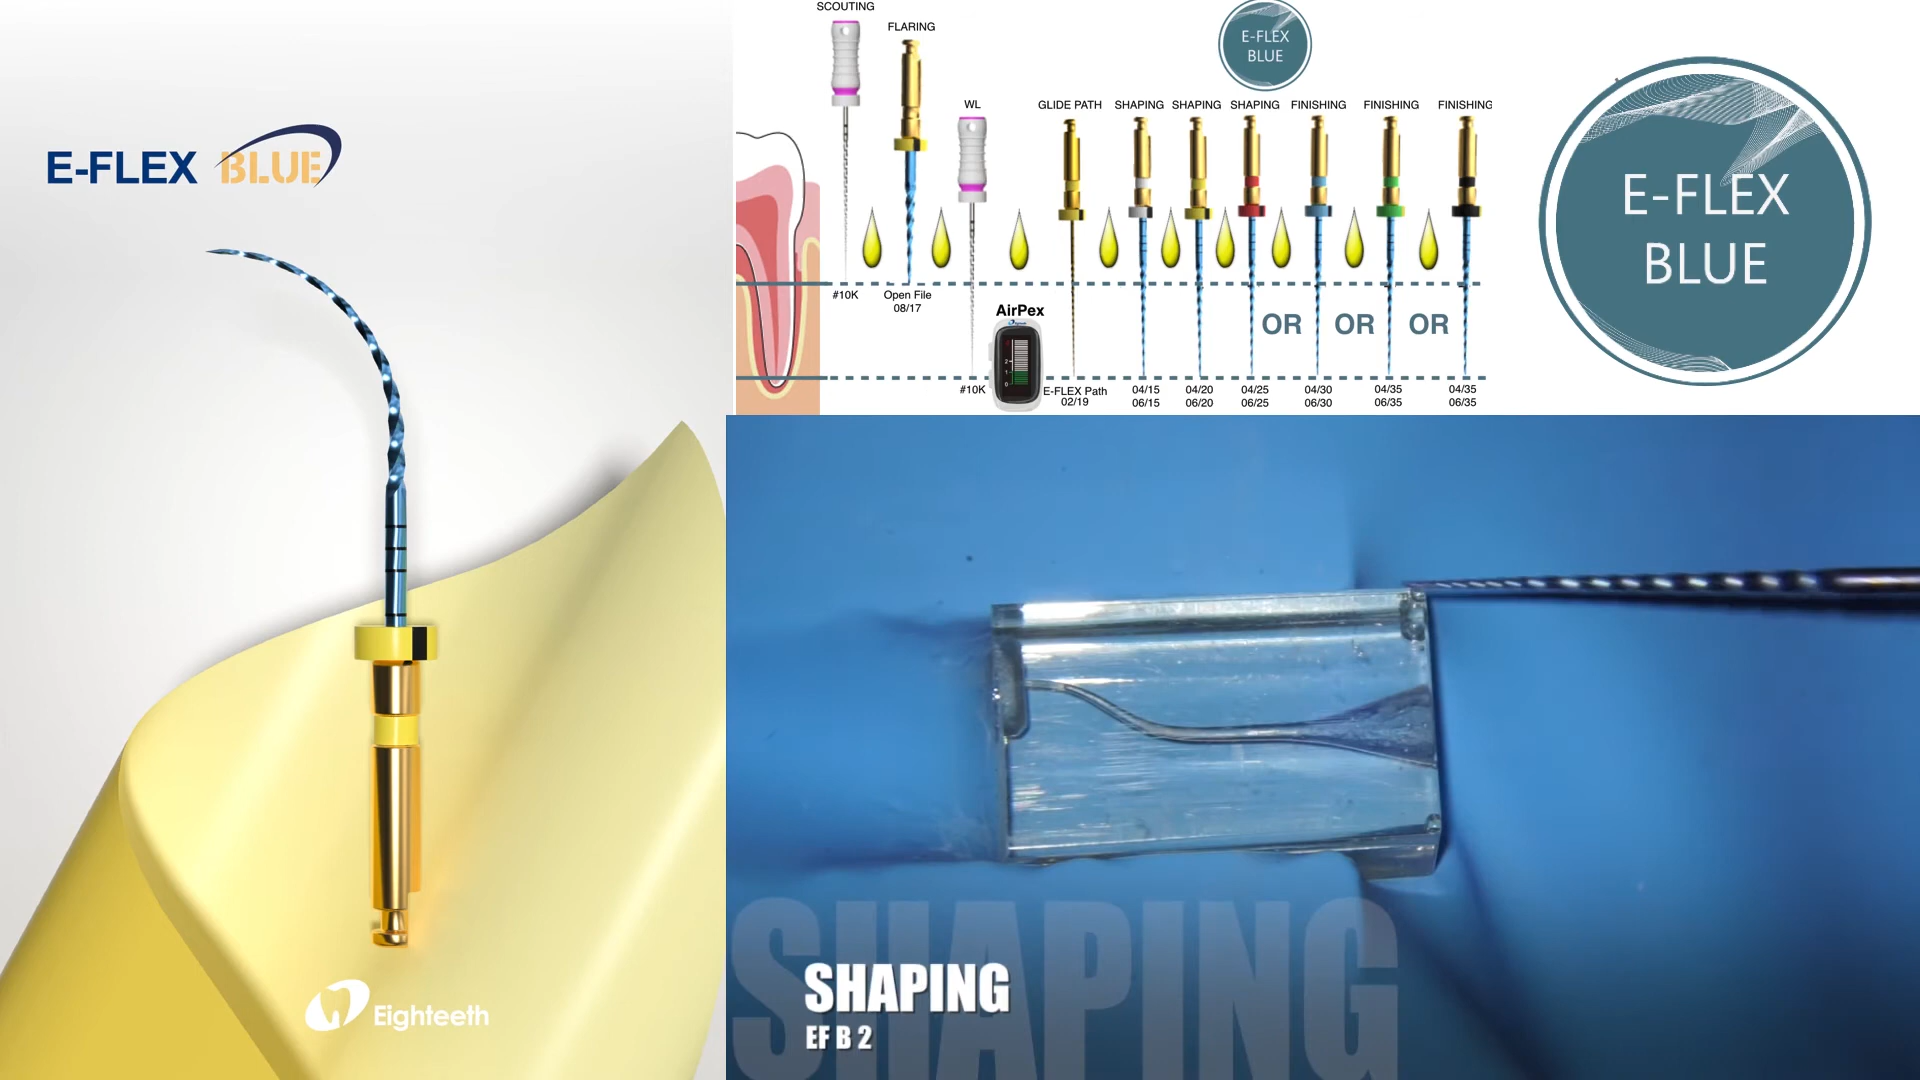 E-FLEX BLUE
Eighteeth
SCOUTING
FLARING
WL
GLIDE PATH
SHAPING
SHAPING
SHAPING
FINISHING
FINISHING
FINISHING
E-FLEX
BLUE
#10K
Open File
08/17
AirPex
OR
OR
OR
#10K
E-FLEX Path
02/19
04/15
06/15
04/20
06/20
04/25
06/25
04/30
06/30
04/35
06/35
04/35
06/35
E-FLEX
BLUE
SHAPING
SHAPING
EF B 2